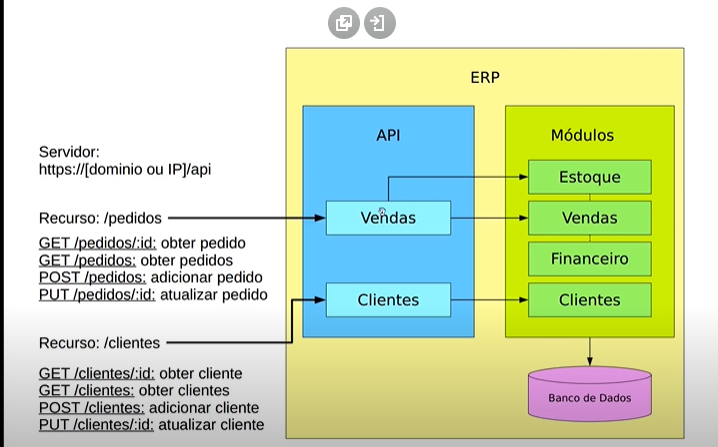 ERP
API
Módulos
Servidor:
https://[dominio ou IP]/api
Estoque
Recurso: /pedidos
Vendas
Vendas
GET /pedidos/:id: obter pedido
GET /pedidos: obter pedidos
POST /pedidos: adicionar pedido
PUT /pedidos/:id: atualizar pedido
Financeiro
Clientes
Clientes
Recurso: /clientes
GET /clientes/:id: obter cliente
GET /clientes: obter clientes
POST /clientes: adicionar cliente
PUT /clientes/:id: atualizar cliente
Banco de Dados